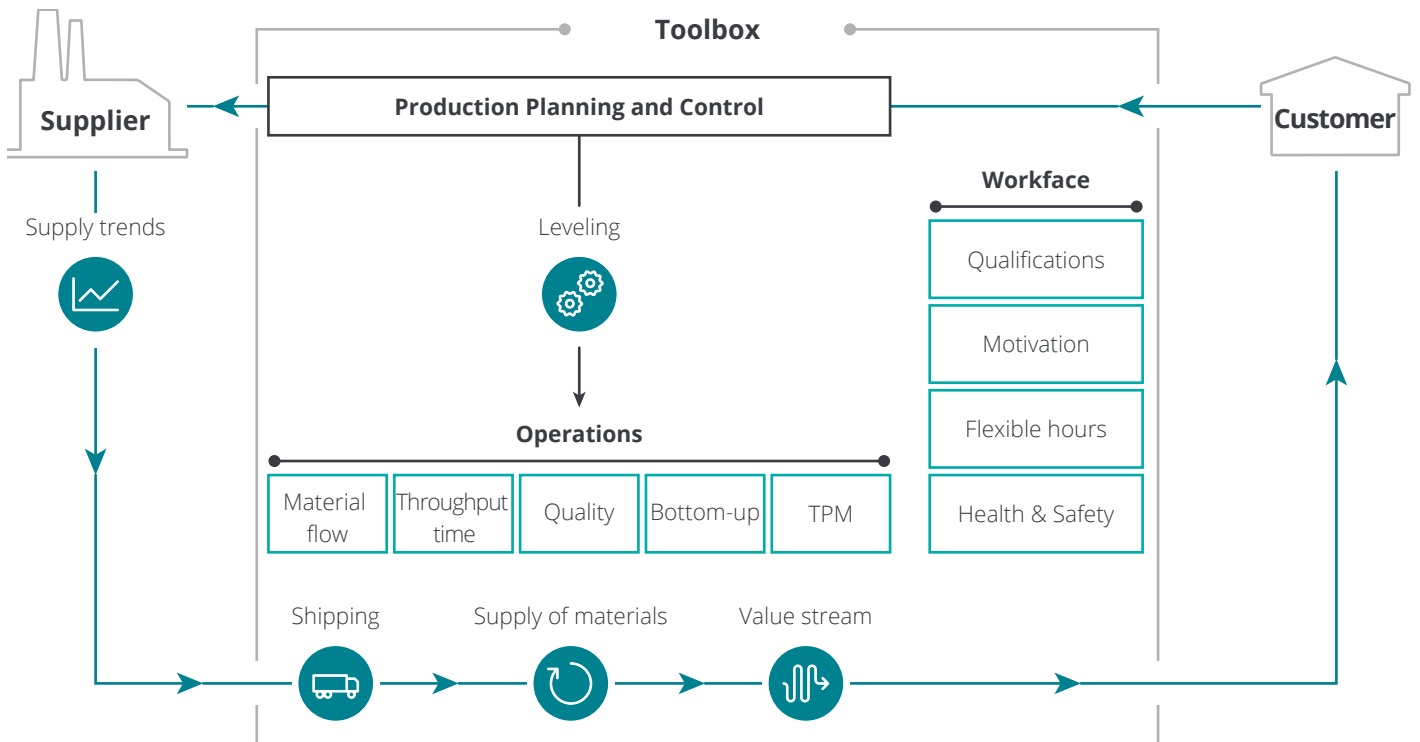 Toolbox
Supplier
Production Planning and Control
Customer
Workface
Supply trends
Leveling
Qualifications
Motivation
Flexible hours
Health & Safety
Operations
Material
flow
Throughput
time
Quality
Bottom-up
TPM
Shipping
Supply of materials
Value stream